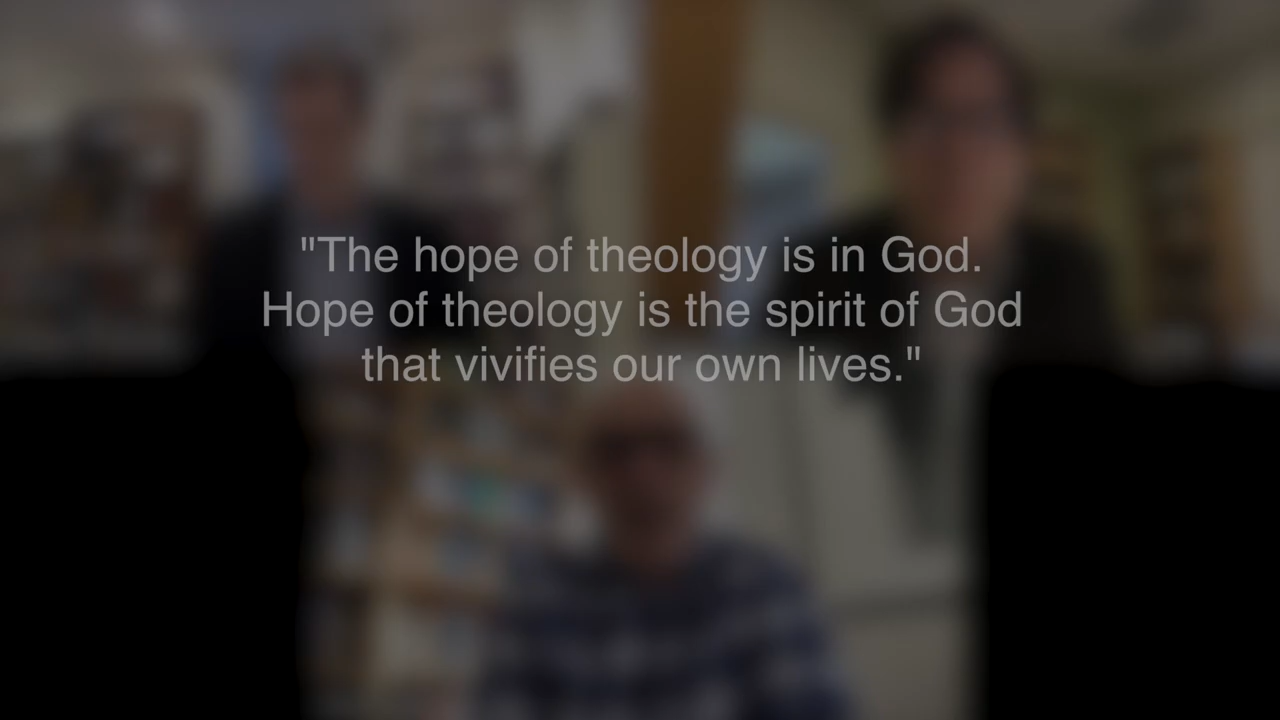 "The hope of theology is in God.
Hope of theology is the spirit of God
that vivifies our own lives."